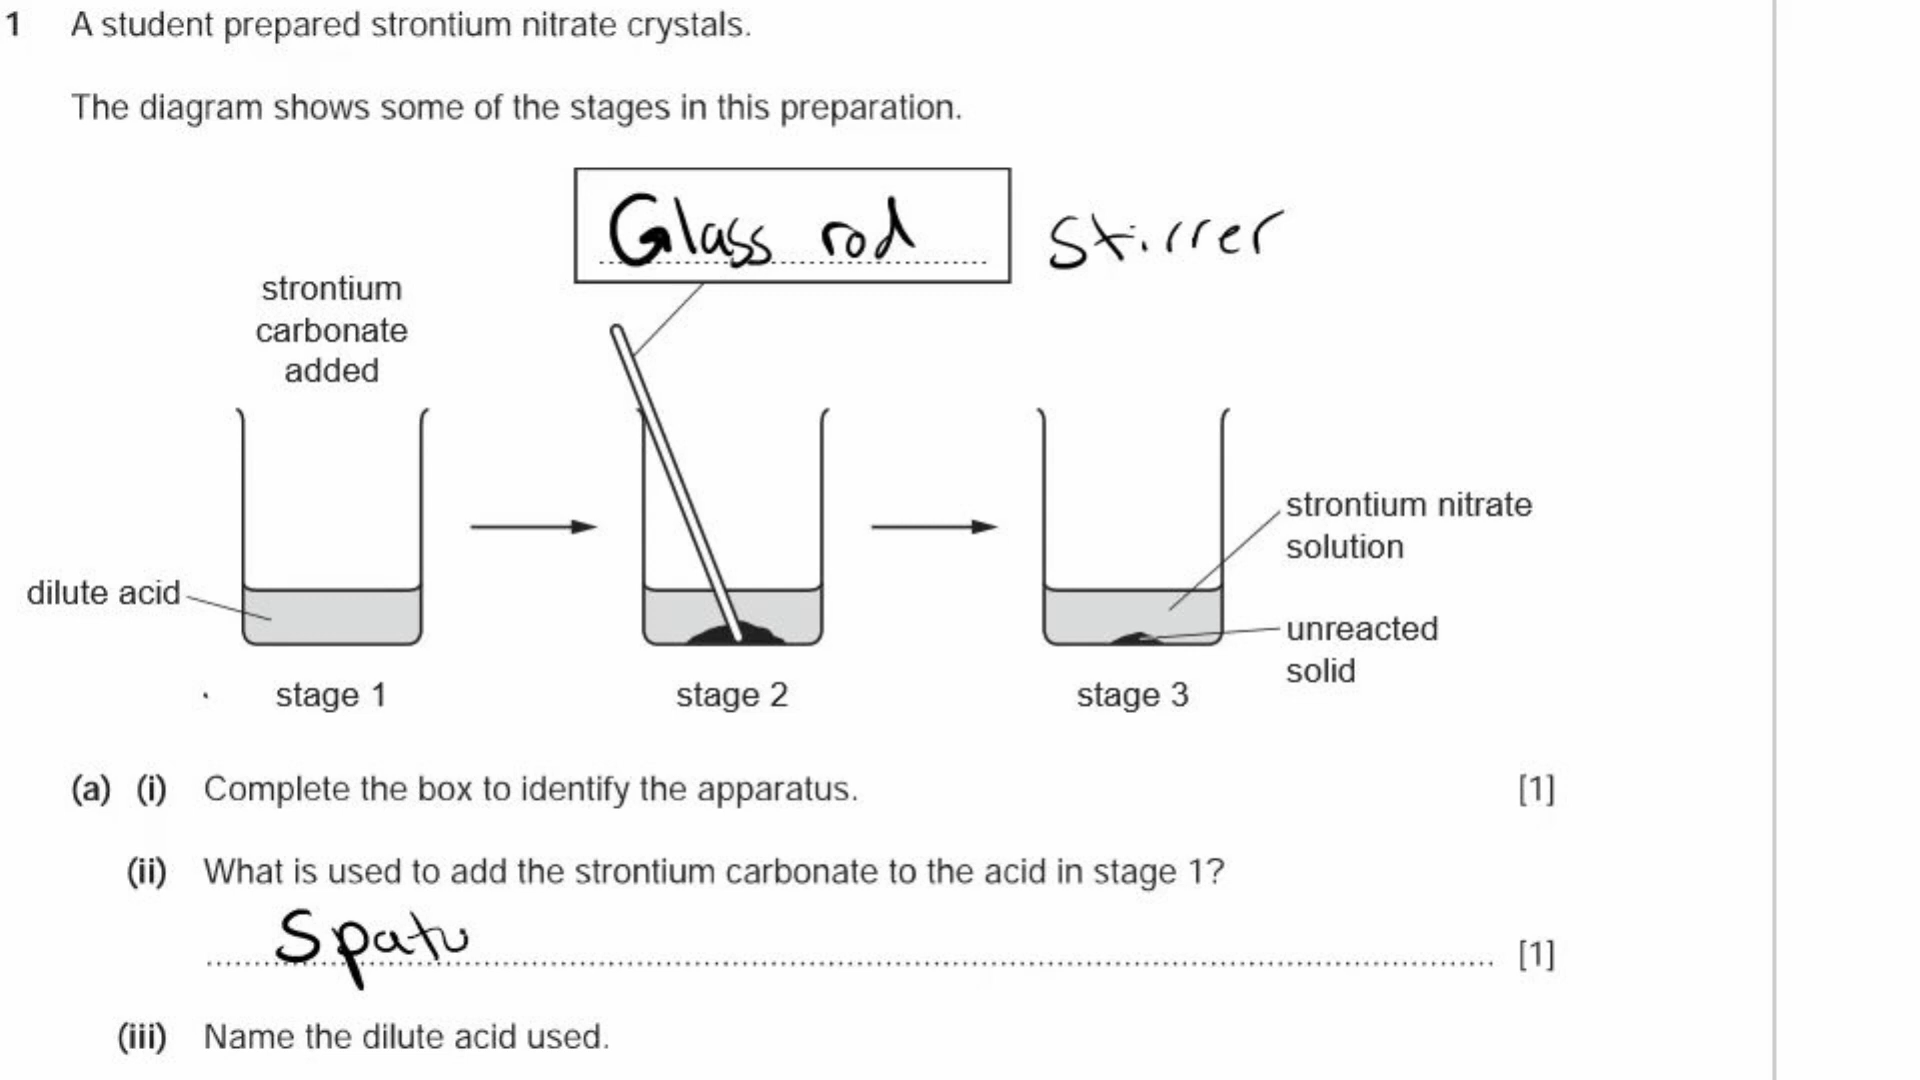 1 A student prepared strontium nitrate crystals.
The diagram shows some of the stages in this preparation.
Glass rod Stirrer
strontium
carbonate
added
dilute acid
strontium nitrate
solution
unreacted
solid
stage 1 stage 2 stage 3
(a) (i) Complete the box to identify the apparatus. [1]
(ii) What is used to add the strontium carbonate to the acid in stage 1?
Spatu [1]
(iii) Name the dilute acid used.